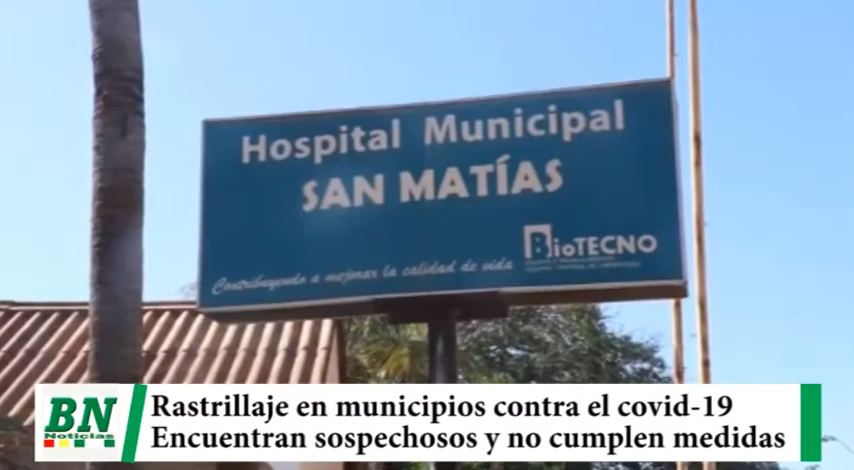 Hospital Municipal
SAN MATÍAS
BioTECNO
Contribuyendo a mejorar la calidad de vida
BN
Noticias
Rastrillaje en municipios contra el covid-19
Encuentran sospechosos y no cumplen medidas